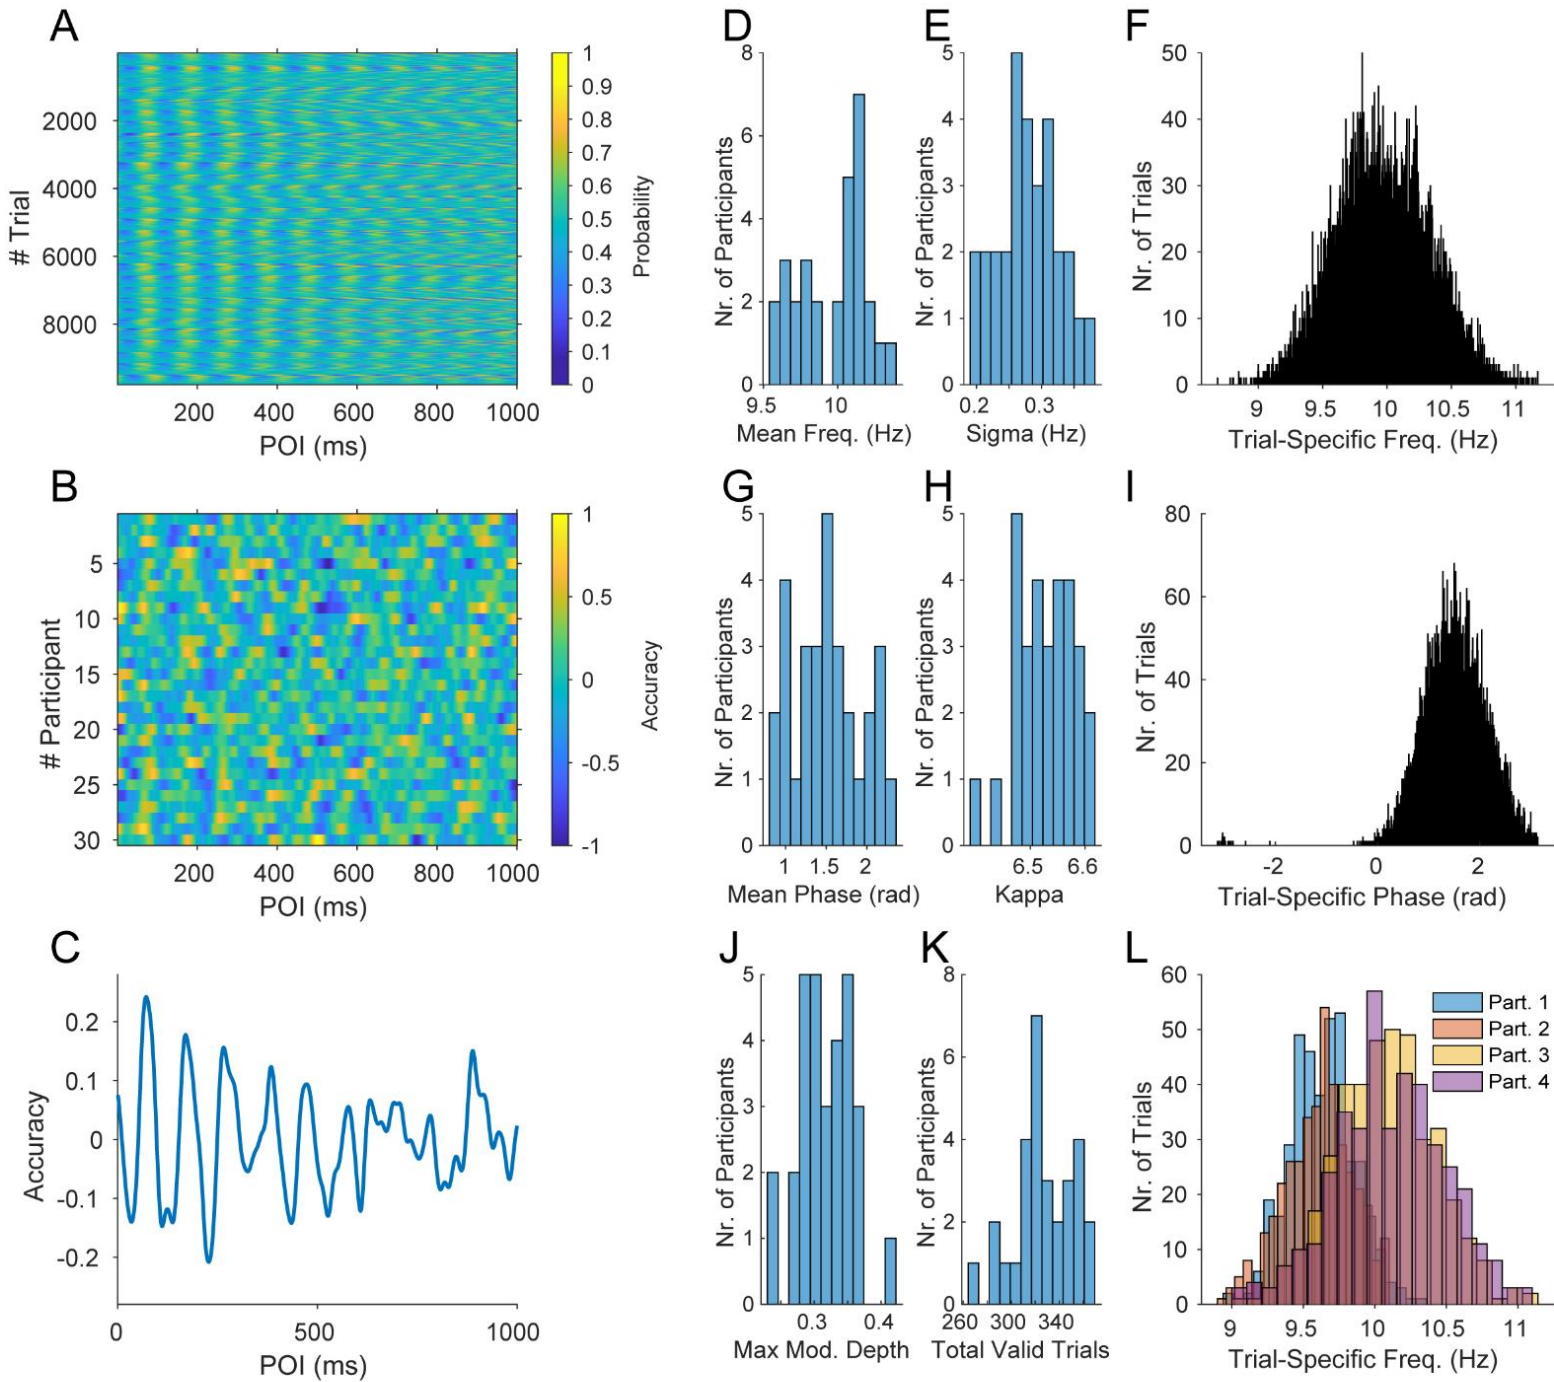 A
# Trial
2000
4000
6000
8000
200 400 600 800 1000
POI (ms)
1
0.9
0.8
0.7
0.6
0.5
0.4
0.3
0.2
0.1
0
Probability
D
Nr. of Participants
8
6
4
2
0
9.5 10
Mean Freq. (Hz)
E
Nr. of Participants
5
4
3
2
1
0
0.2 0.3
Sigma (Hz)
F
Nr. of Trials
50
40
30
20
10
0
9 9.5 10 10.5 11
Trial-Specific Freq. (Hz)
B
# Participant
5
10
15
20
25
30
200 400 600 800 1000
POI (ms)
1
0.5
0
-0.5
-1
Accuracy
G
Nr. of Participants
5
4
3
2
1
0
1 1.5 2
Mean Phase (rad)
H
Nr. of Participants
5
4
3
2
1
0
6.5 6.6
Kappa
I
Nr. of Trials
80
60
40
20
0
-2 0 2
Trial-Specific Phase (rad)
C
Accuracy
0.2
0.1
0
-0.1
-0.2
0 500 1000
POI (ms)
J
Nr. of Participants
5
4
3
2
1
0
0.3 0.4
Max Mod. Depth
K
Nr. of Participants
8
6
4
2
0
260 300 340
Total Valid Trials
L
Nr. of Trials
60
50
40
30
20
10
0
9 9.5 10 10.5 11
Trial-Specific Freq. (Hz)
Part. 1
Part. 2
Part. 3
Part. 4